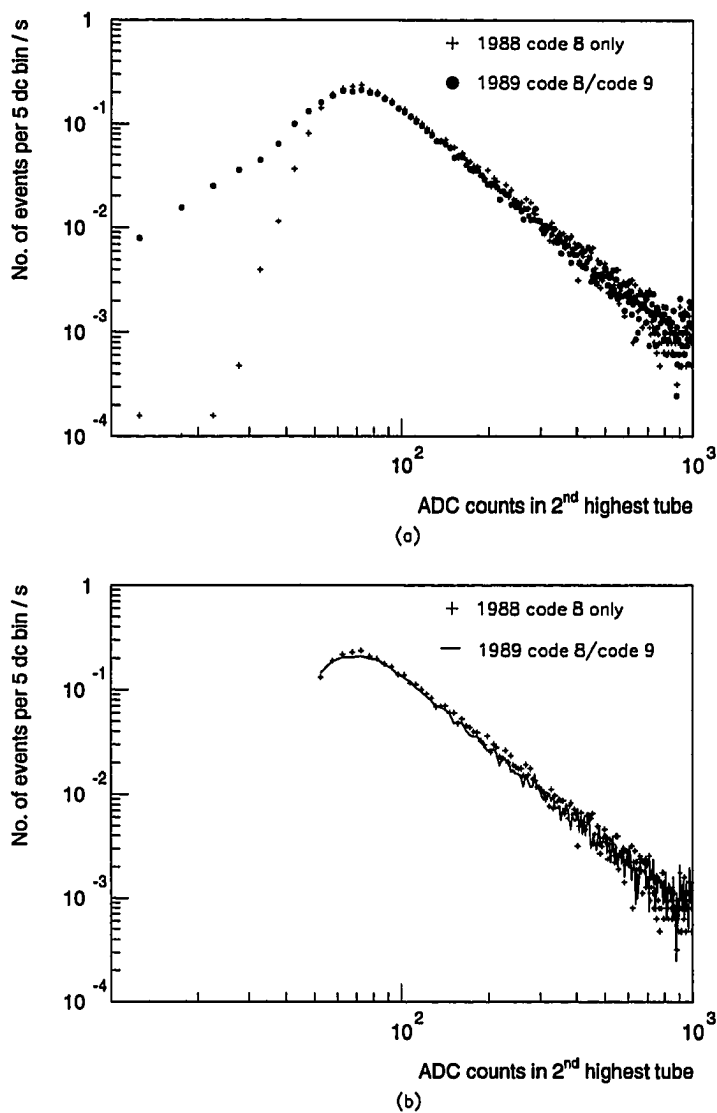 1
10⁻¹
10⁻²
10⁻³
10⁻⁴
No. of events per 5 dc bin / s
+ 1988 code 8 only
● 1989 code 8/code 9
10²
10³
ADC counts in 2ⁿᵈ highest tube
(a)
1
10⁻¹
10⁻²
10⁻³
10⁻⁴
No. of events per 5 dc bin / s
+ 1988 code 8 only
— 1989 code 8/code 9
10²
10³
ADC counts in 2ⁿᵈ highest tube
(b)